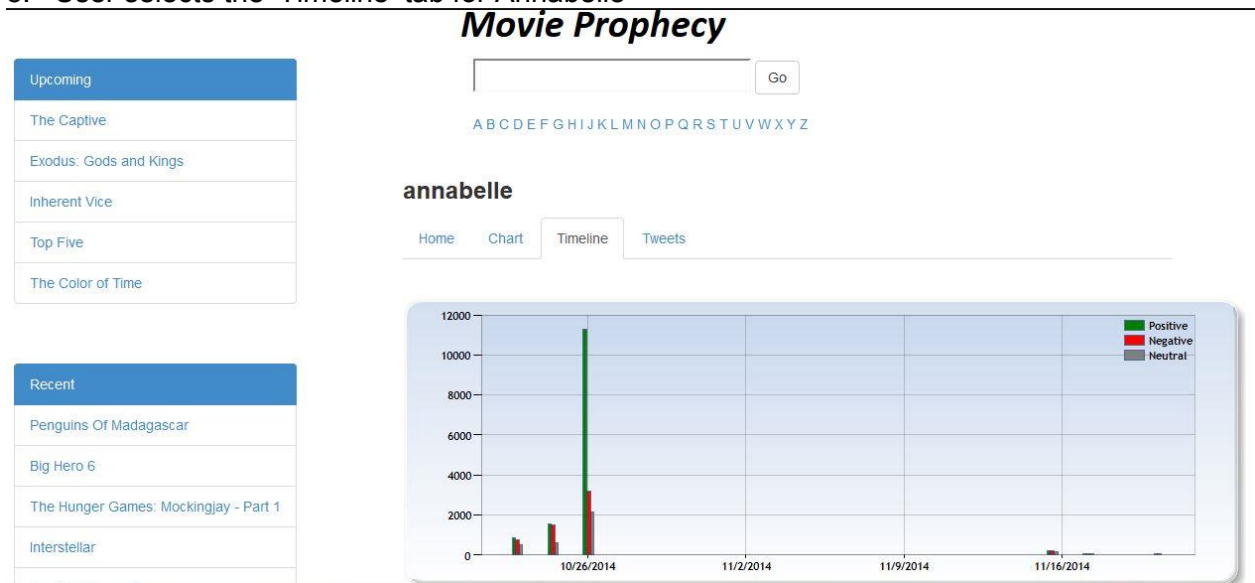 Movie Prophecy
Go
A B C D E F G H I J K L M N O P Q R S T U V W X Y Z
Upcoming
The Captive
Exodus: Gods and Kings
Inherent Vice
Top Five
The Color of Time
Recent
Penguins Of Madagascar
Big Hero 6
The Hunger Games: Mockingjay - Part 1
Interstellar
annabelle
Home Chart Timeline Tweets
12000
10000
8000
6000
4000
2000
0
Positive
Negative
Neutral
10/26/2014 11/2/2014 11/9/2014 11/16/2014